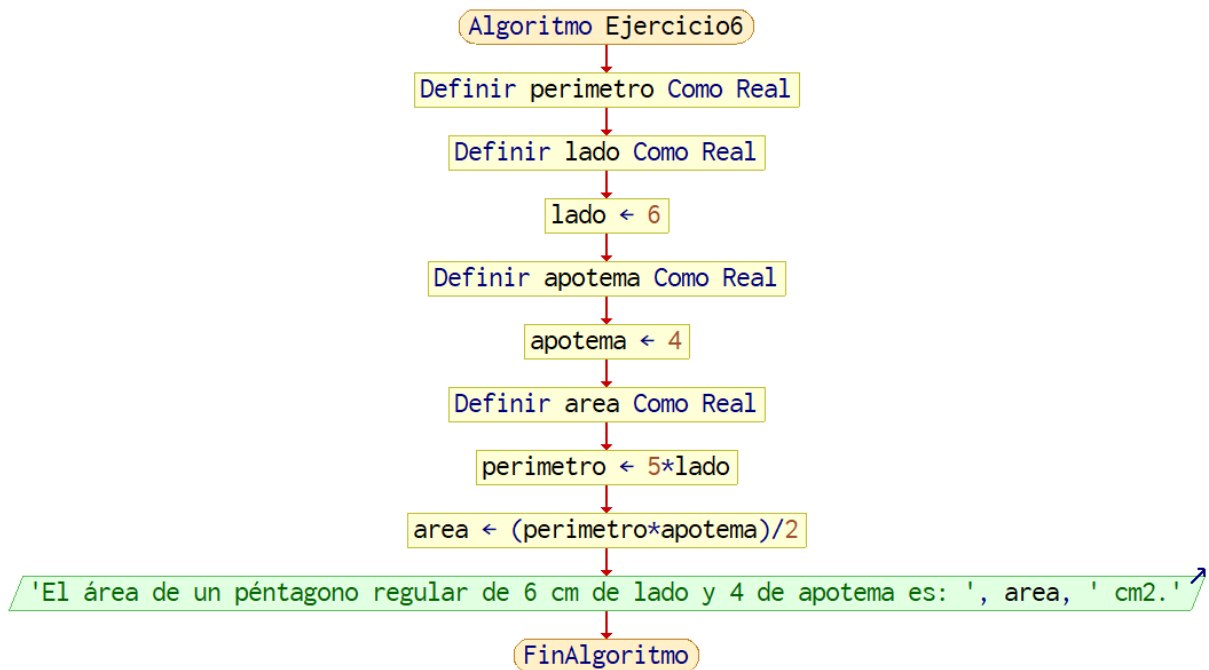 Algoritmo Ejercicio6
Definir perimetro Como Real
Definir lado Como Real
lado ← 6
Definir apotema Como Real
apotema ← 4
Definir area Como Real
perimetro ← 5*lado
area ← (perimetro*apotema)/2
'El área de un péntagono regular de 6 cm de lado y 4 de apotema es: ', area, ' cm2.'
FinAlgoritmo